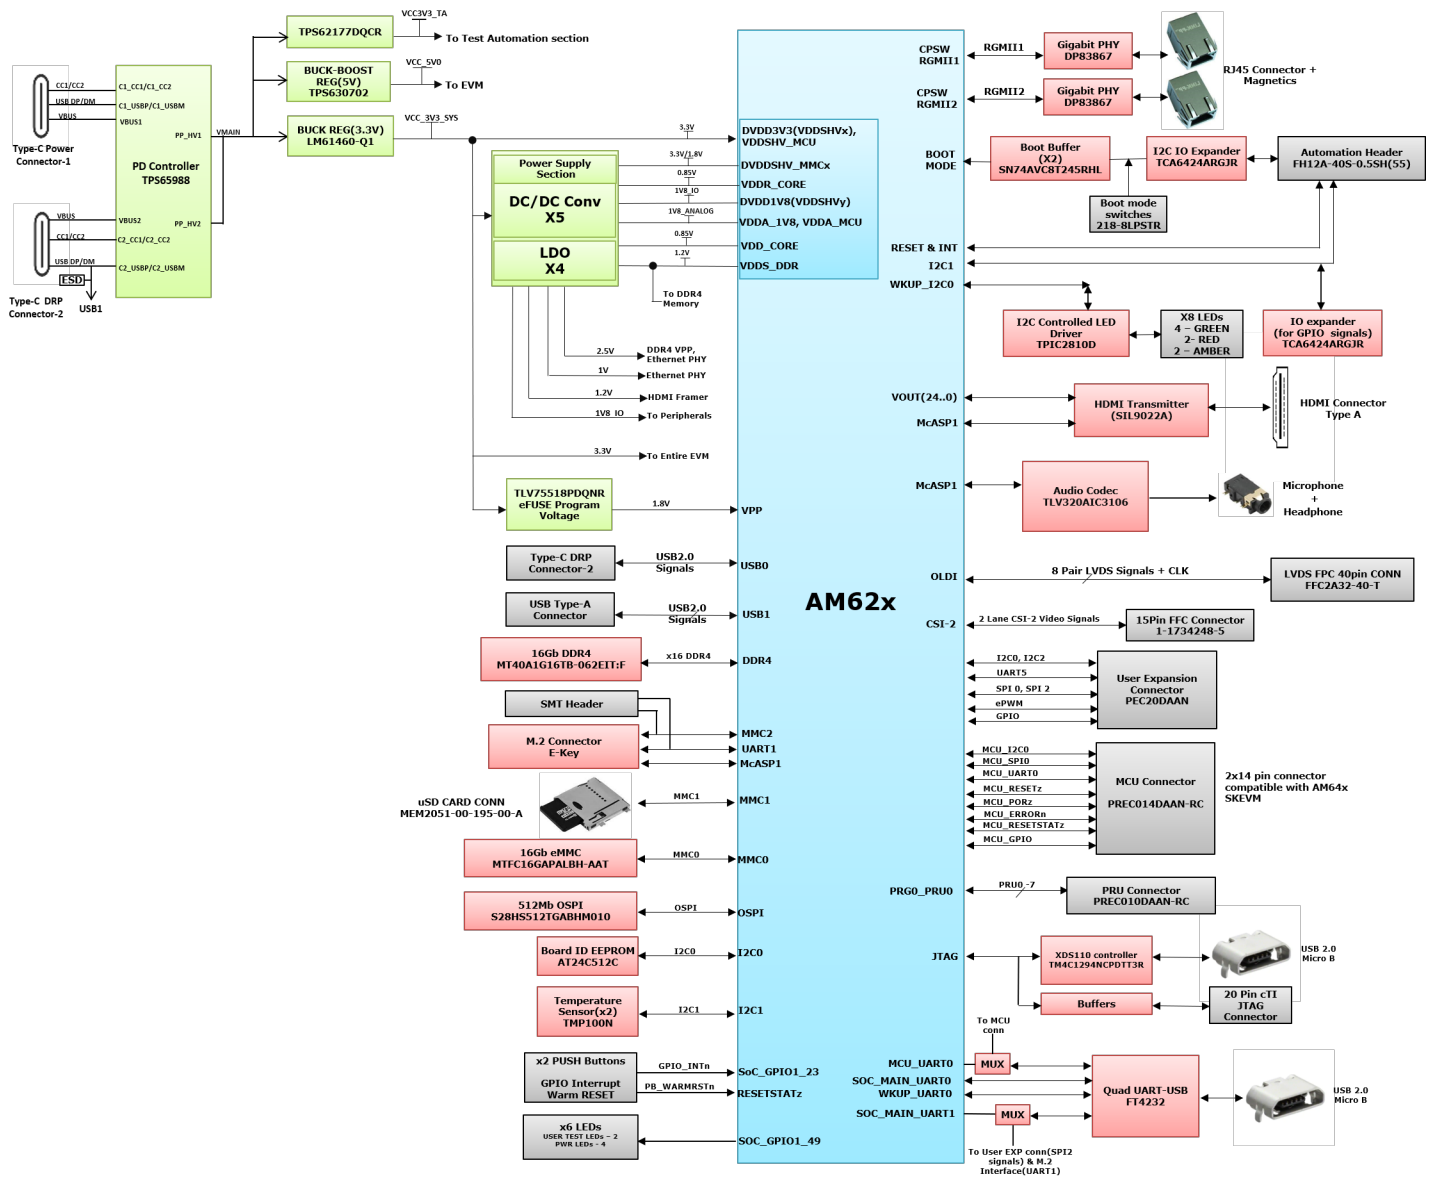 VCC3V3_TA
TPS62177DQCR
To Test Automation section
BUCK-BOOST
REG(5V)
TPS630702
VCC_5V0
To EVM
BUCK REG(3.3V)
LM61460-Q1
VCC_3V3_SYS
CC1/CC2
USB DP/DM
VBUS
Type-C Power
Connector-1
C1_CC1/C1_CC2
C1_USBP/C1_USBM
VBUS1
PP_HV1
VMAIN
PD Controller
TPS65988
PP_HV2
VBUS2
C2_CC1/C2_CC2
C2_USBP/C2_USBM
VBUS
CC1/CC2
USB DP/DM
ESD
USB1
Type-C DRP
Connector-2
Power Supply
Section
DC/DC Conv
X5
LDO
X4
3.3V
3.3V/1.8V
0.85V
1V8_IO
1V8_ANALOG
0.85V
1.2V
DVDD3V3(VDDSHVx),
VDDSHV_MCU
DVDDSHV_MMCx
VDDR_CORE
DVDD1V8(VDDSHVy)
VDDA_1V8, VDDA_MCU
VDD_CORE
VDDS_DDR
To DDR4
Memory
2.5V
DDR4 VPP,
Ethernet PHY
1V
Ethernet PHY
1.2V
HDMI Framer
1V8_IO
To Peripherals
3.3V
To Entire EVM
TLV75518PDQNR
eFUSE Program
Voltage
1.8V
VPP
Type-C DRP
Connector-2
USB2.0
Signals
USB0
USB Type-A
Connector
USB2.0
Signals
USB1
16Gb DDR4
MT40A1G16TB-062EIT:F
x16 DDR4
DDR4
SMT Header
M.2 Connector
E-Key
MMC2
UART1
McASP1
uSD CARD CONN
MEM2051-00-195-00-A
MMC1
MMC1
16Gb eMMC
MTFC16GAPALBH-AAT
MMC0
MMC0
512Mb OSPI
S28HS512TGABHM010
OSPI
OSPI
Board ID EEPROM
AT24C512C
I2C0
I2C0
Temperature
Sensor(x2)
TMP100N
I2C1
I2C1
x2 PUSH Buttons
GPIO Interrupt
Warm RESET
GPIO_INTn
PB_WARMRSTn
SoC_GPIO1_23
RESETSTATz
x6 LEDs
USER TEST LEDs – 2
PWR LEDs - 4
SOC_GPIO1_49
AM62x
CPSW
RGMII1
RGMII1
Gigabit PHY
DP83867
CPSW
RGMII2
RGMII2
Gigabit PHY
DP83867
RJ45 Connector +
Magnetics
BOOT
MODE
Boot Buffer
(X2)
SN74AVC8T245RHL
I2C IO Expander
TCA6424ARGJR
Automation Header
FH12A-40S-0.5SH(55)
Boot mode
switches
218-8LPSTR
RESET & INT
I2C1
WKUP_I2C0
I2C Controlled LED
Driver
TPIC2810D
X8 LEDs
4 – GREEN
2- RED
2 – AMBER
IO expander
(for GPIO signals)
TCA6424ARGJR
VOUT(24..0)
McASP1
HDMI Transmitter
(SIL9022A)
HDMI Connector
Type A
McASP1
Audio Codec
TLV320AIC3106
Microphone
+
Headphone
OLDI
8 Pair LVDS Signals + CLK
LVDS FPC 40pin CONN
FFC2A32-40-T
CSI-2
2 Lane CSI-2 Video Signals
15Pin FFC Connector
1-1734248-5
I2C0, I2C2
UART5
SPI 0, SPI 2
ePWM
GPIO
User Expansion
Connector
PEC20DAAN
MCU_I2C0
MCU_SPI0
MCU_UART0
MCU_RESETz
MCU_PORz
MCU_ERRORn
MCU_RESETSTATz
MCU_GPIO
MCU Connector
PREC014DAAN-RC
2x14 pin connector
compatible with AM64x
SKEVM
PRG0_PRU0
PRU0,-7
PRU Connector
PREC010DAAN-RC
JTAG
XDS110 controller
TM4C1294NCPDTT3R
USB 2.0
Micro B
Buffers
20 Pin cTI
JTAG
Connector
To MCU
conn
MCU_UART0
MUX
SOC_MAIN_UART0
WKUP_UART0
SOC_MAIN_UART1
MUX
Quad UART-USB
FT4232
USB 2.0
Micro B
To User EXP conn(SPI2
signals) & M.2
Interface(UART1)